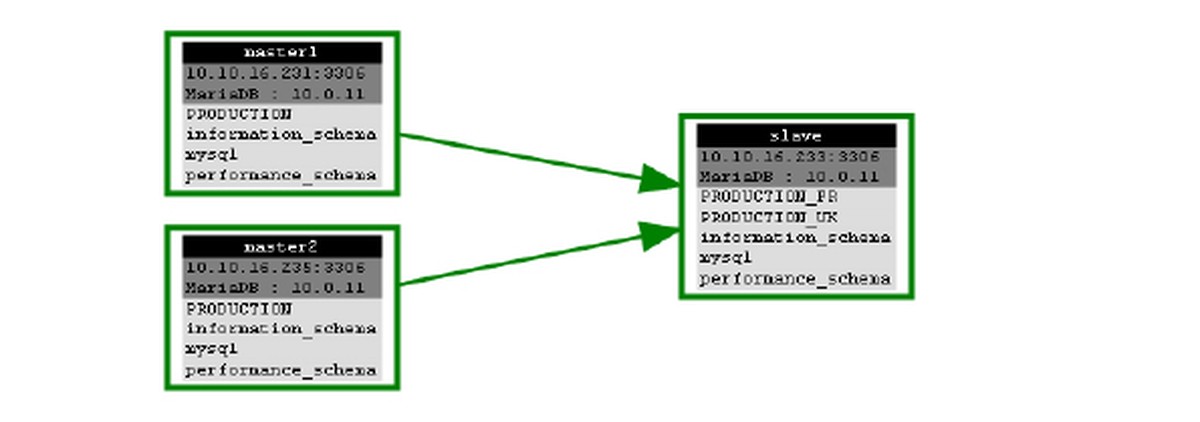 master1
10.10.16.231:3306
MariaDB : 10.0.11
PRODUCTION
information_schema
mysql
performance_schema
master2
10.10.16.235:3306
MariaDB : 10.0.11
PRODUCTION
information_schema
mysql
performance_schema
slave
10.10.16.233:3306
MariaDB : 10.0.11
PRODUCTION_FR
PRODUCTION_UK
information_schema
mysql
performance_schema